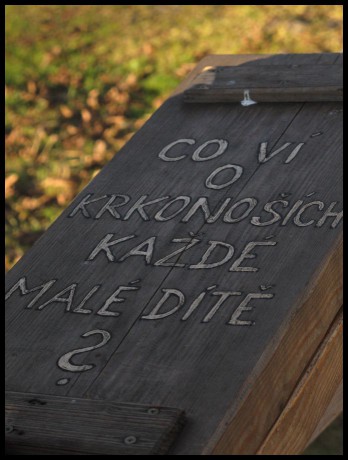 CO VÍ
O
KRKONOŠÍCH
KAŽDÉ
MALÉ DÍTĚ
?